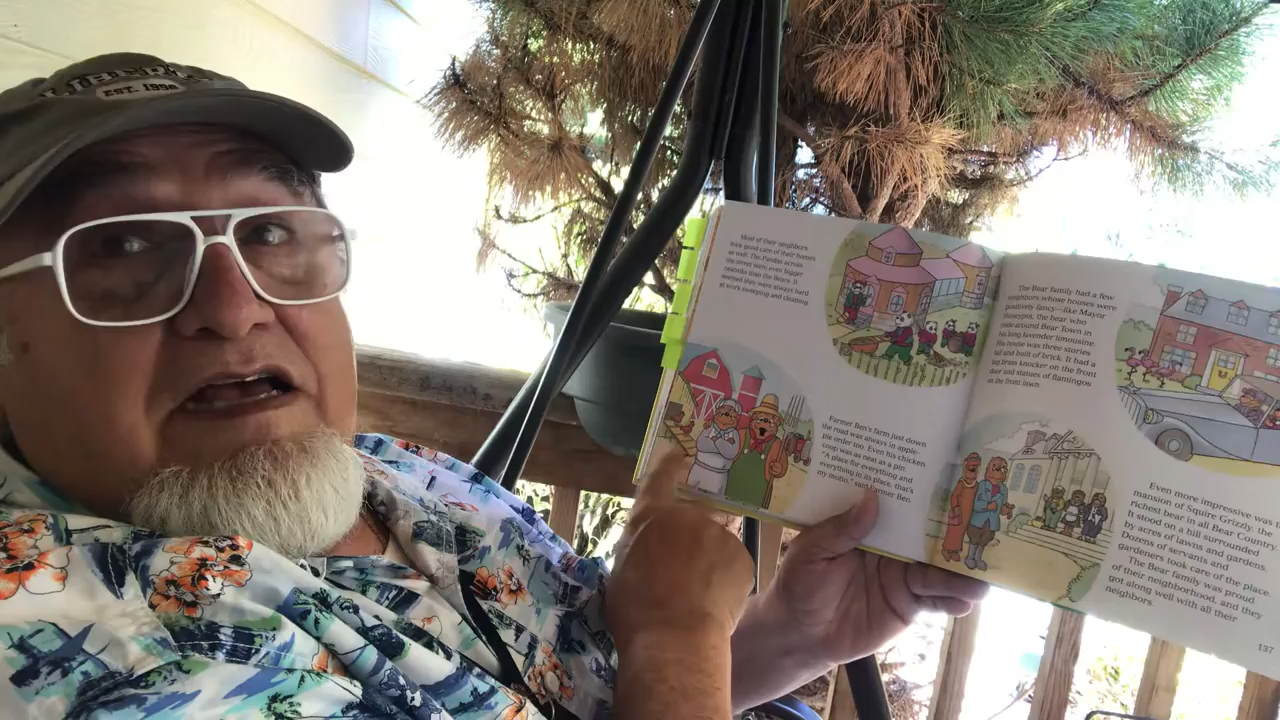 EST. 1998
Most of their neighbors
took good care of their homes
as well. The Pandas across
the street were even bigger
neatniks than the Bears. It
seemed they were always hard
at work sweeping and cleaning.
Farmer Ben's farm just down
the road was always in apple-
pie order too. Even his chicken
coop was as neat as a pin.
"A place for everything and
everything in its place, that's
my motto," said Farmer Ben.
The Bear family had a few
neighbors whose houses were
positively fancy—like Mayor
Honeypot, the bear who
rode around Bear Town in
his long lavender limousine.
His house was three stories
tall and built of brick. It had a
big brass knocker on the front
door and statues of flamingos
on the front lawn.
Even more impressive was
mansion of Squire Grizzly, the
richest bear in all Bear Country.
It stood on a hill surrounded
by acres of lawns and gardens.
Dozens of servants and
gardeners took care of the place.
The Bear family was proud
of their neighborhood, and they
got along well with all their
neighbors.
137